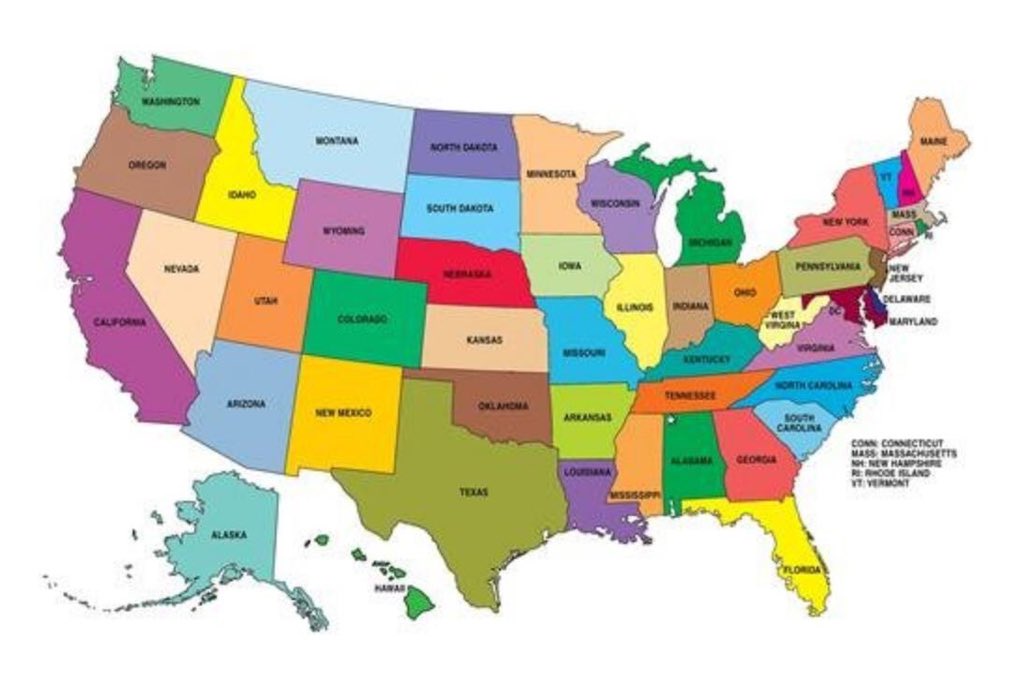 WASHINGTON
OREGON
IDAHO
MONTANA
NORTH DAKOTA
MINNESOTA
SOUTH DAKOTA
WYOMING
WISCONSIN
MICHIGAN
MAINE
VT
NH
NEW YORK
MASS
CONN
RI
NEVADA
UTAH
CALIFORNIA
COLORADO
NEBRASKA
IOWA
KANSAS
ILLINOIS
INDIANA
OHIO
PENNSYLVANIA
NEW
JERSEY
DELAWARE
MARYLAND
DC
WEST
VIRGINIA
VIRGINIA
MISSOURI
KENTUCKY
ARIZONA
NEW MEXICO
OKLAHOMA
ARKANSAS
TENNESSEE
NORTH CAROLINA
SOUTH
CAROLINA
TEXAS
LOUISIANA
MISSISSIPPI
ALABAMA
GEORGIA
FLORIDA
ALASKA
HAWAII
CONN: CONNECTICUT
MASS: MASSACHUSETTS
NH: NEW HAMPSHIRE
RI: RHODE ISLAND
VT: VERMONT